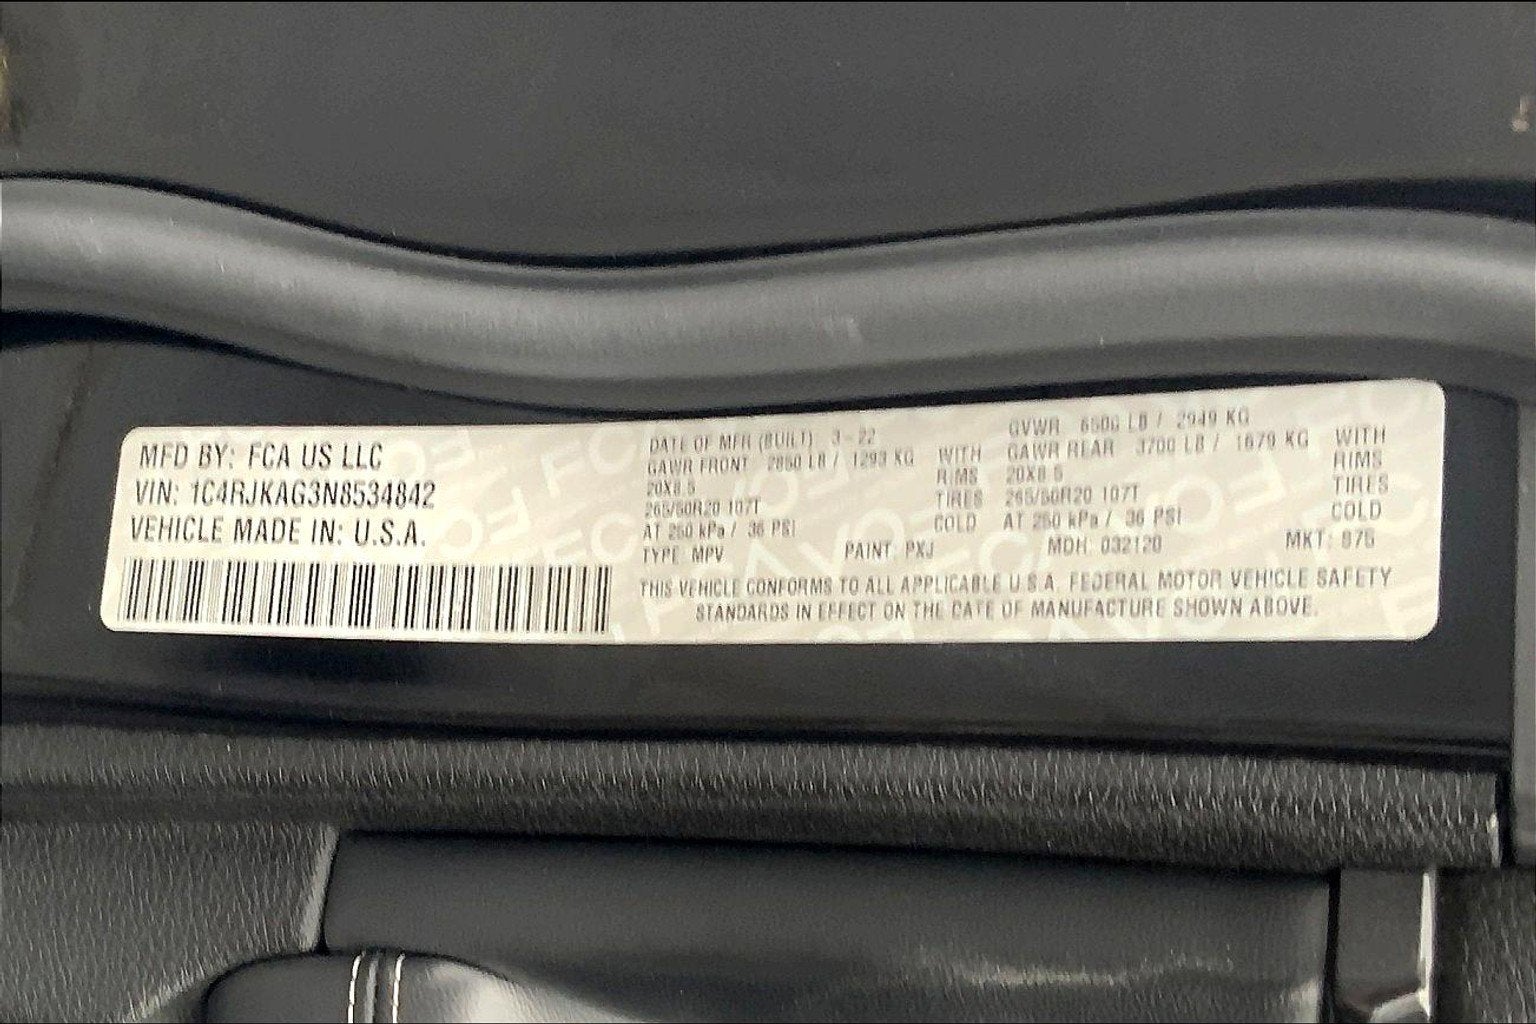 MFD BY: FCA US LLC
VIN: 1C4RJKAG3N8534842
VEHICLE MADE IN: U.S.A.
DATE OF MFR (BUILT) 3-22
GAWR FRONT 2850 LB / 1293 KG WITH
20X8.5 RIMS
265/50R20 107T TIRES
AT 250 kPa / 36 PSI COLD
GVWR 6500 LB / 2949 KG
GAWR REAR 3700 LB / 1679 KG WITH
20X8.5 RIMS
265/50R20 107T TIRES
AT 250 kPa / 36 PSI COLD
TYPE: MPV PAINT: PXJ MDH: 032120 MKT:
THIS VEHICLE CONFORMS TO ALL APPLICABLE U.S.A. FEDERAL MOTOR VEHICLE SAFETY
STANDARDS IN EFFECT ON THE DATE OF MANUFACTURE SHOWN ABOVE.